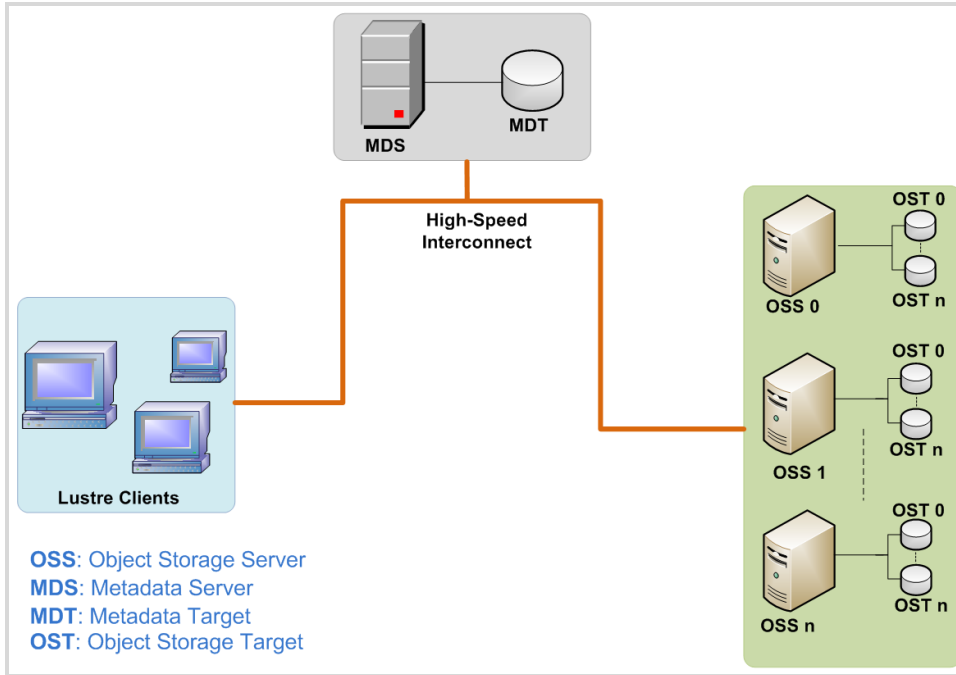 MDS
MDT
High-Speed
Interconnect
OST 0
OSS 0
OST n
OST 0
OSS 1
OST n
OST 0
OSS n
OST n
Lustre Clients
OSS: Object Storage Server
MDS: Metadata Server
MDT: Metadata Target
OST: Object Storage Target